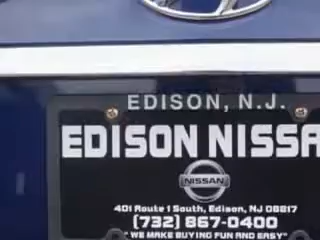 EDISON, N.J.
EDISON NISSA
NISSAN
401 Route 1 South, Edison, NJ 08817
(732) 867-0400
"WE MAKE BUYING FUN AND EASY"